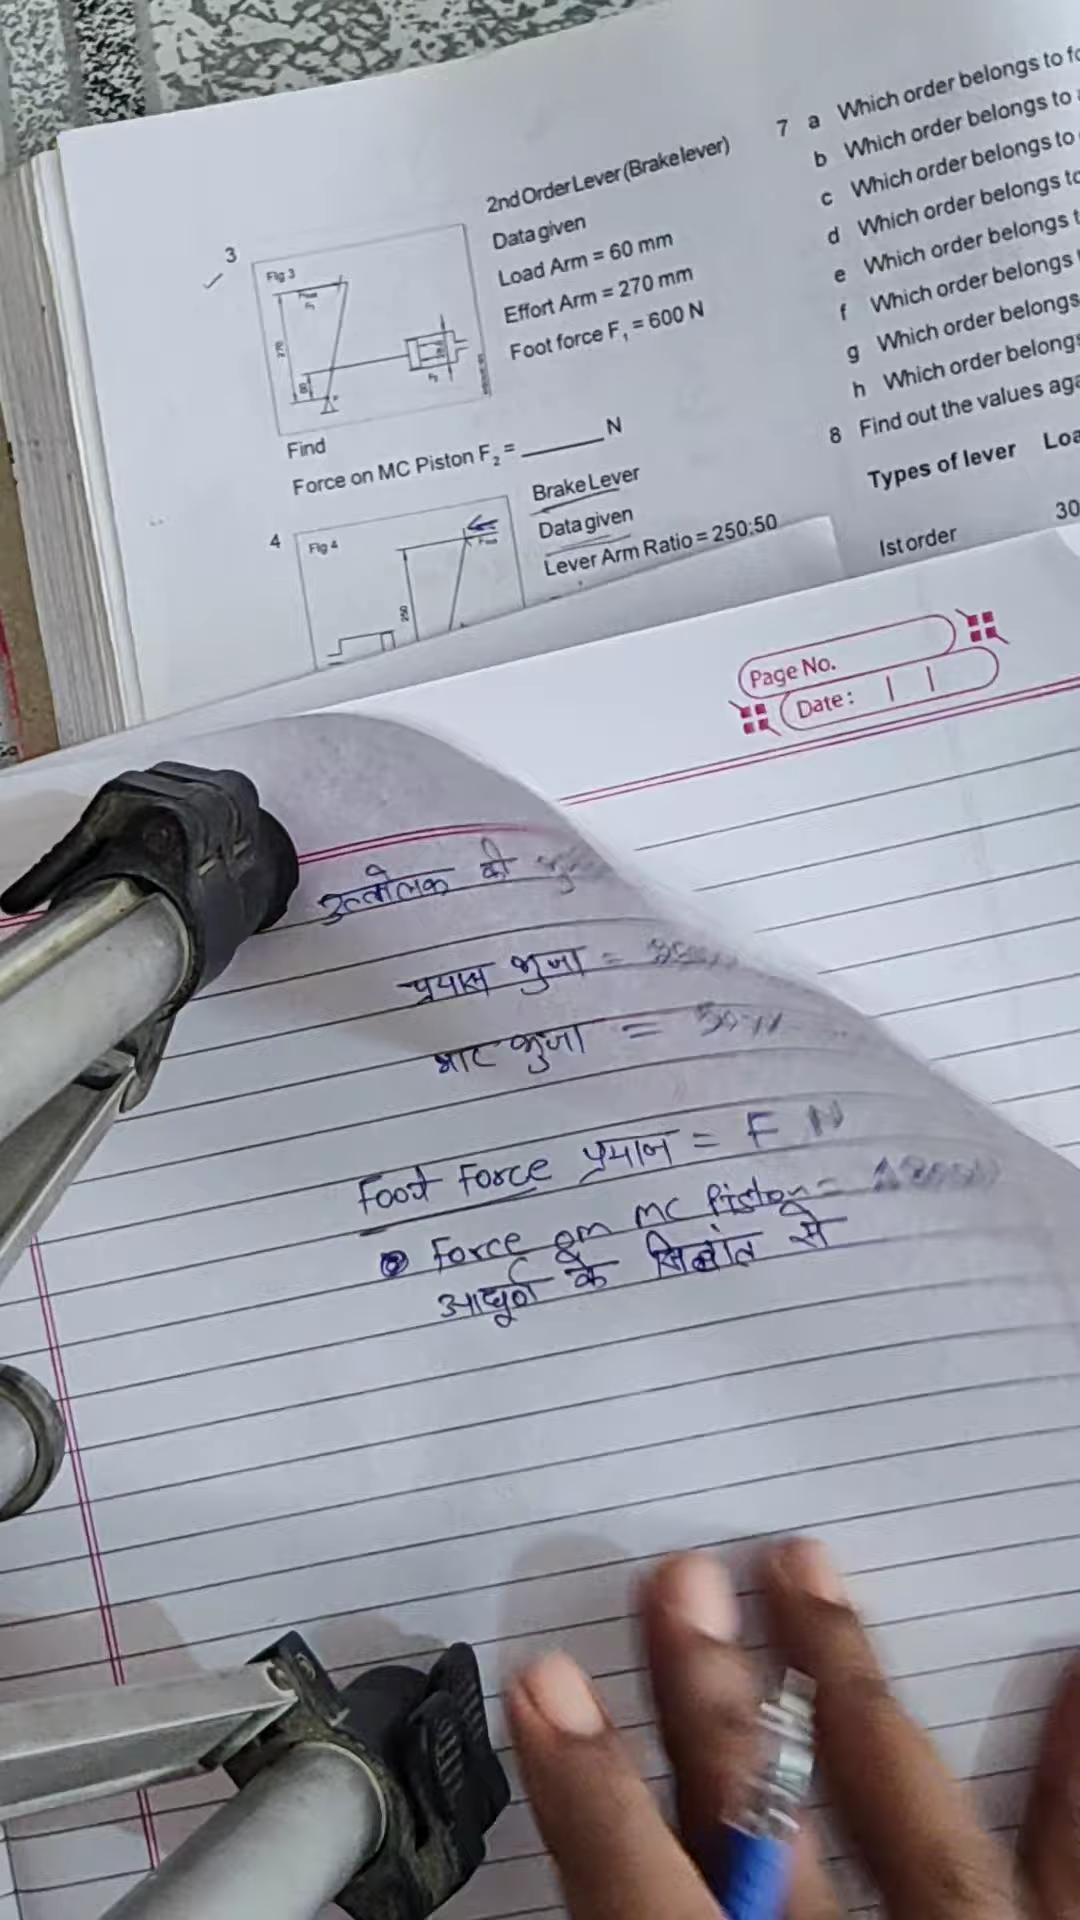 3
Fig 3
270
2nd Order Lever (Brake lever)
Data given
Load Arm = 60 mm
Effort Arm = 270 mm
Foot force F₁ = 600 N
Find
Force on MC Piston F₂ = ______ N
4
Fig 4
250
Brake Lever
Data given
Lever Arm Ratio = 250:50
7 a Which order belongs to
b Which order belongs to
c Which order belongs to
d Which order belongs to
e Which order belongs
f Which order belongs
g Which order belongs
h Which order belongs
8 Find out the values
Types of lever
Ist order
30
Page No.
Date :
उत्तोलक की
प्रयास भुजा =
भार भुजा = 50
Foot Force प्रयास = F N
Force on MC Piston =
आघूर्ण के सिद्धांत से